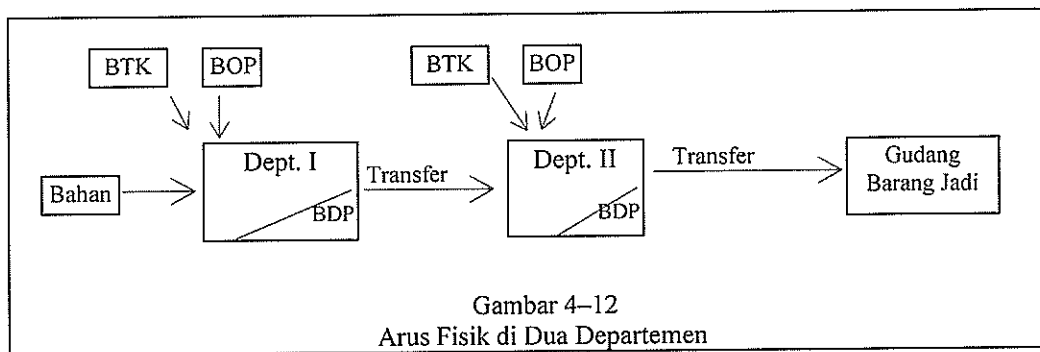 BTK
BOP
BTK
BOP
Dept. I
Transfer
Dept. II
Transfer
Gudang
Barang Jadi
Bahan
BDP
BDP
Gambar 4–12
Arus Fisik di Dua Departemen